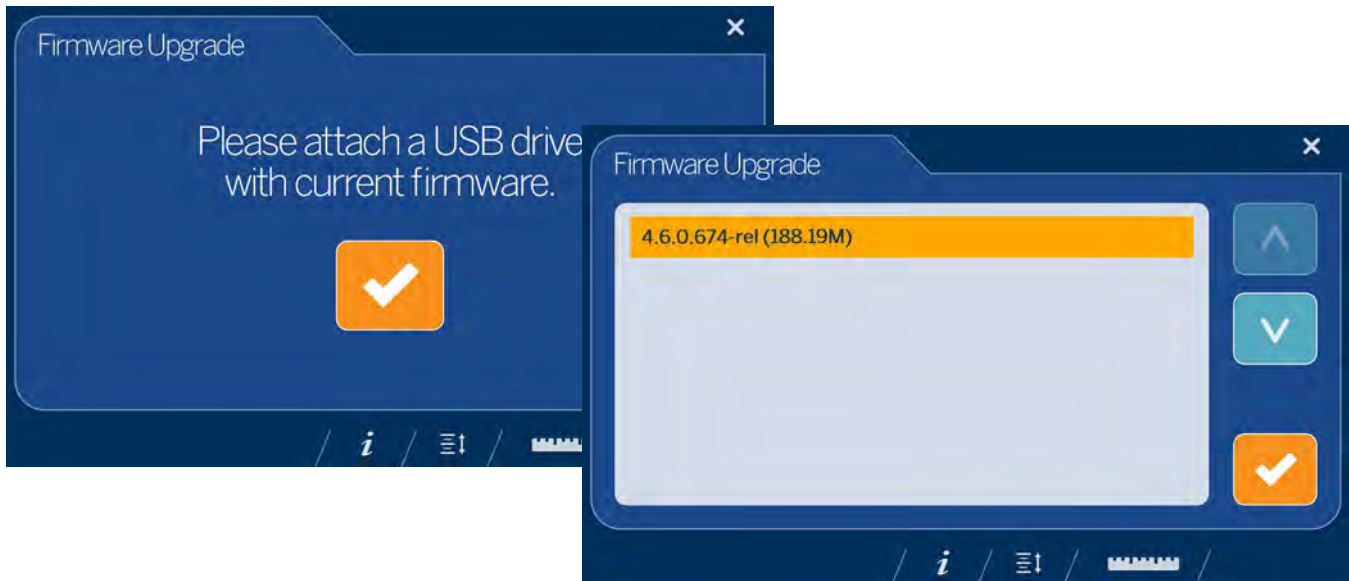 Firmware Upgrade
Please attach a USB drive
with current firmware.
i
Firmware Upgrade
4.6.0.674-rel (188.19M)
i